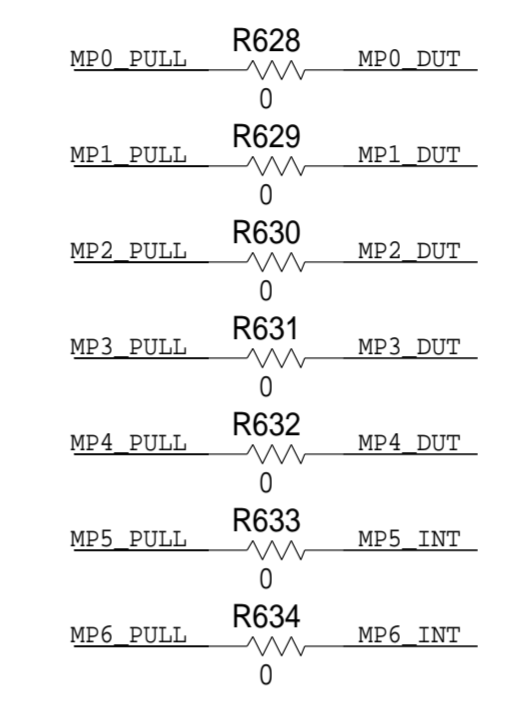 R628
MP0_PULL MP0_DUT
0
R629
MP1_PULL MP1_DUT
0
R630
MP2_PULL MP2_DUT
0
R631
MP3_PULL MP3_DUT
0
R632
MP4_PULL MP4_DUT
0
R633
MP5_PULL MP5_INT
0
R634
MP6_PULL MP6_INT
0